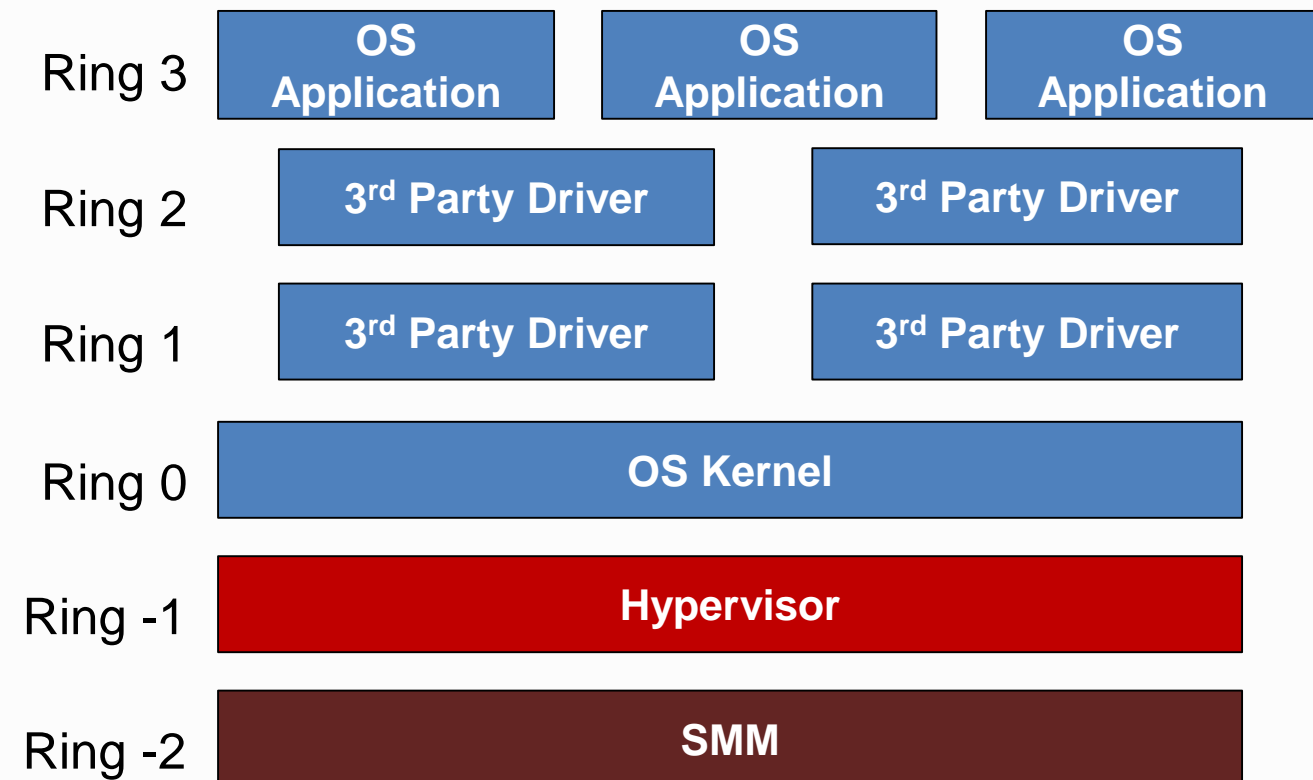 Ring 3
OS
Application
OS
Application
OS
Application
Ring 2
3rd Party Driver
3rd Party Driver
Ring 1
3rd Party Driver
3rd Party Driver
Ring 0
OS Kernel
Ring -1
Hypervisor
Ring -2
SMM